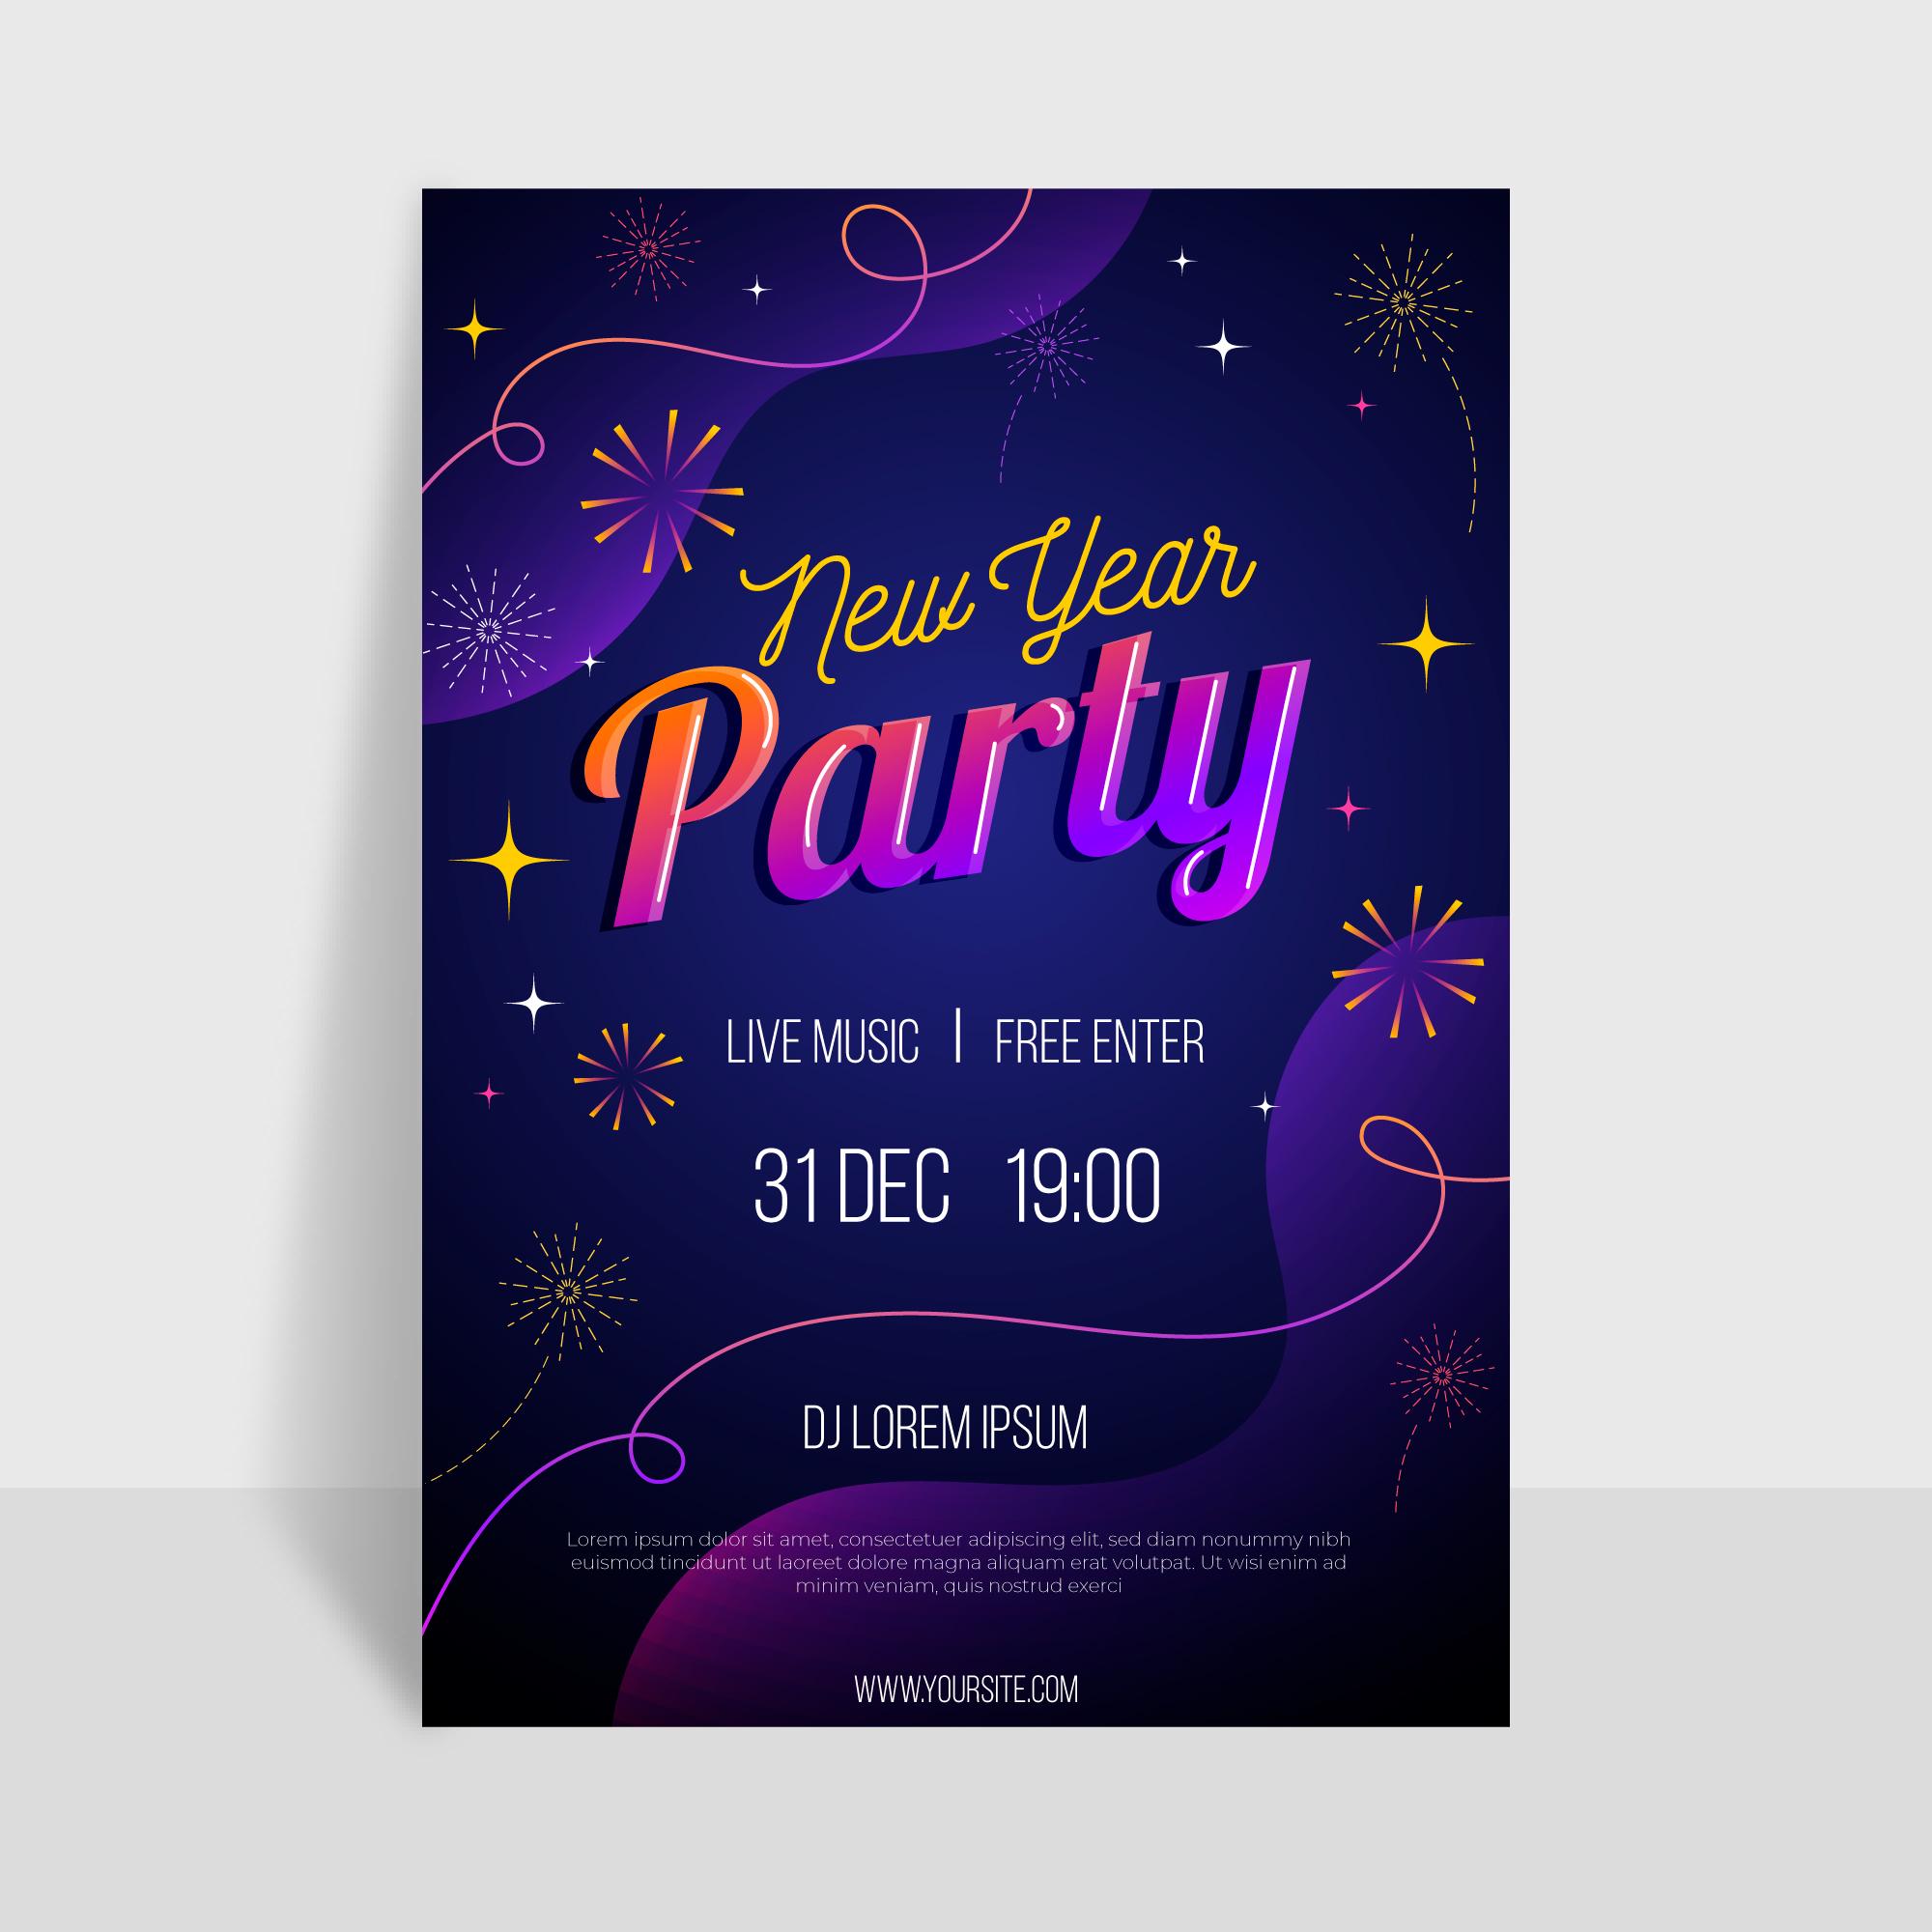 New Year
Party
LIVE MUSIC | FREE ENTER
31 DEC 19:00
DJ LOREM IPSUM
Lorem ipsum dolor sit amet, consectetuer adipiscing elit, sed diam nonummy nibh
euismod tincidunt ut laoreet dolore magna aliquam erat volutpat. Ut wisi enim ad
minim veniam, quis nostrud exerci
WWW.YOURSITE.COM